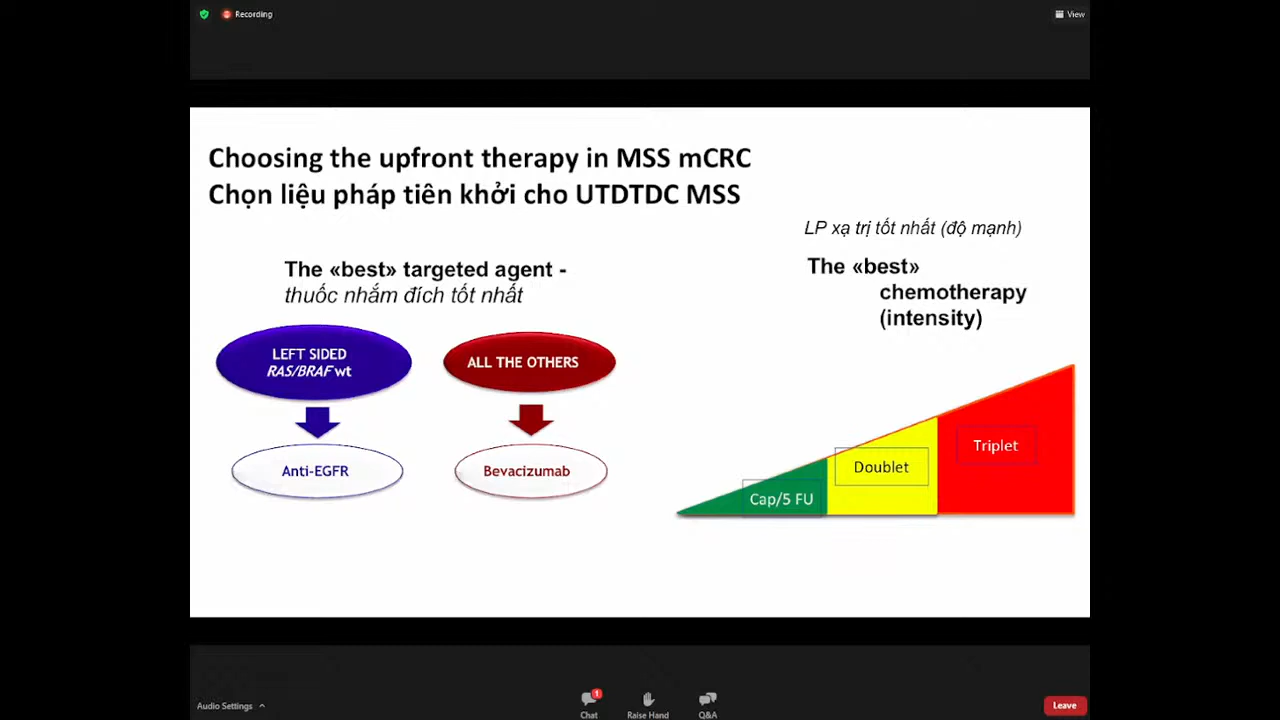 Recording
View
Choosing the upfront therapy in MSS mCRC
Chọn liệu pháp tiên khởi cho UTDTDC MSS
LP xạ trị tốt nhất (độ mạnh)
The «best» targeted agent -
thuốc nhắm đích tốt nhất
The «best»
chemotherapy
(intensity)
LEFT SIDED
RAS/BRAF wt
ALL THE OTHERS
Anti-EGFR
Bevacizumab
Cap/5 FU
Doublet
Triplet
Audio Settings
1
Chat
Raise Hand
Q&A
Leave